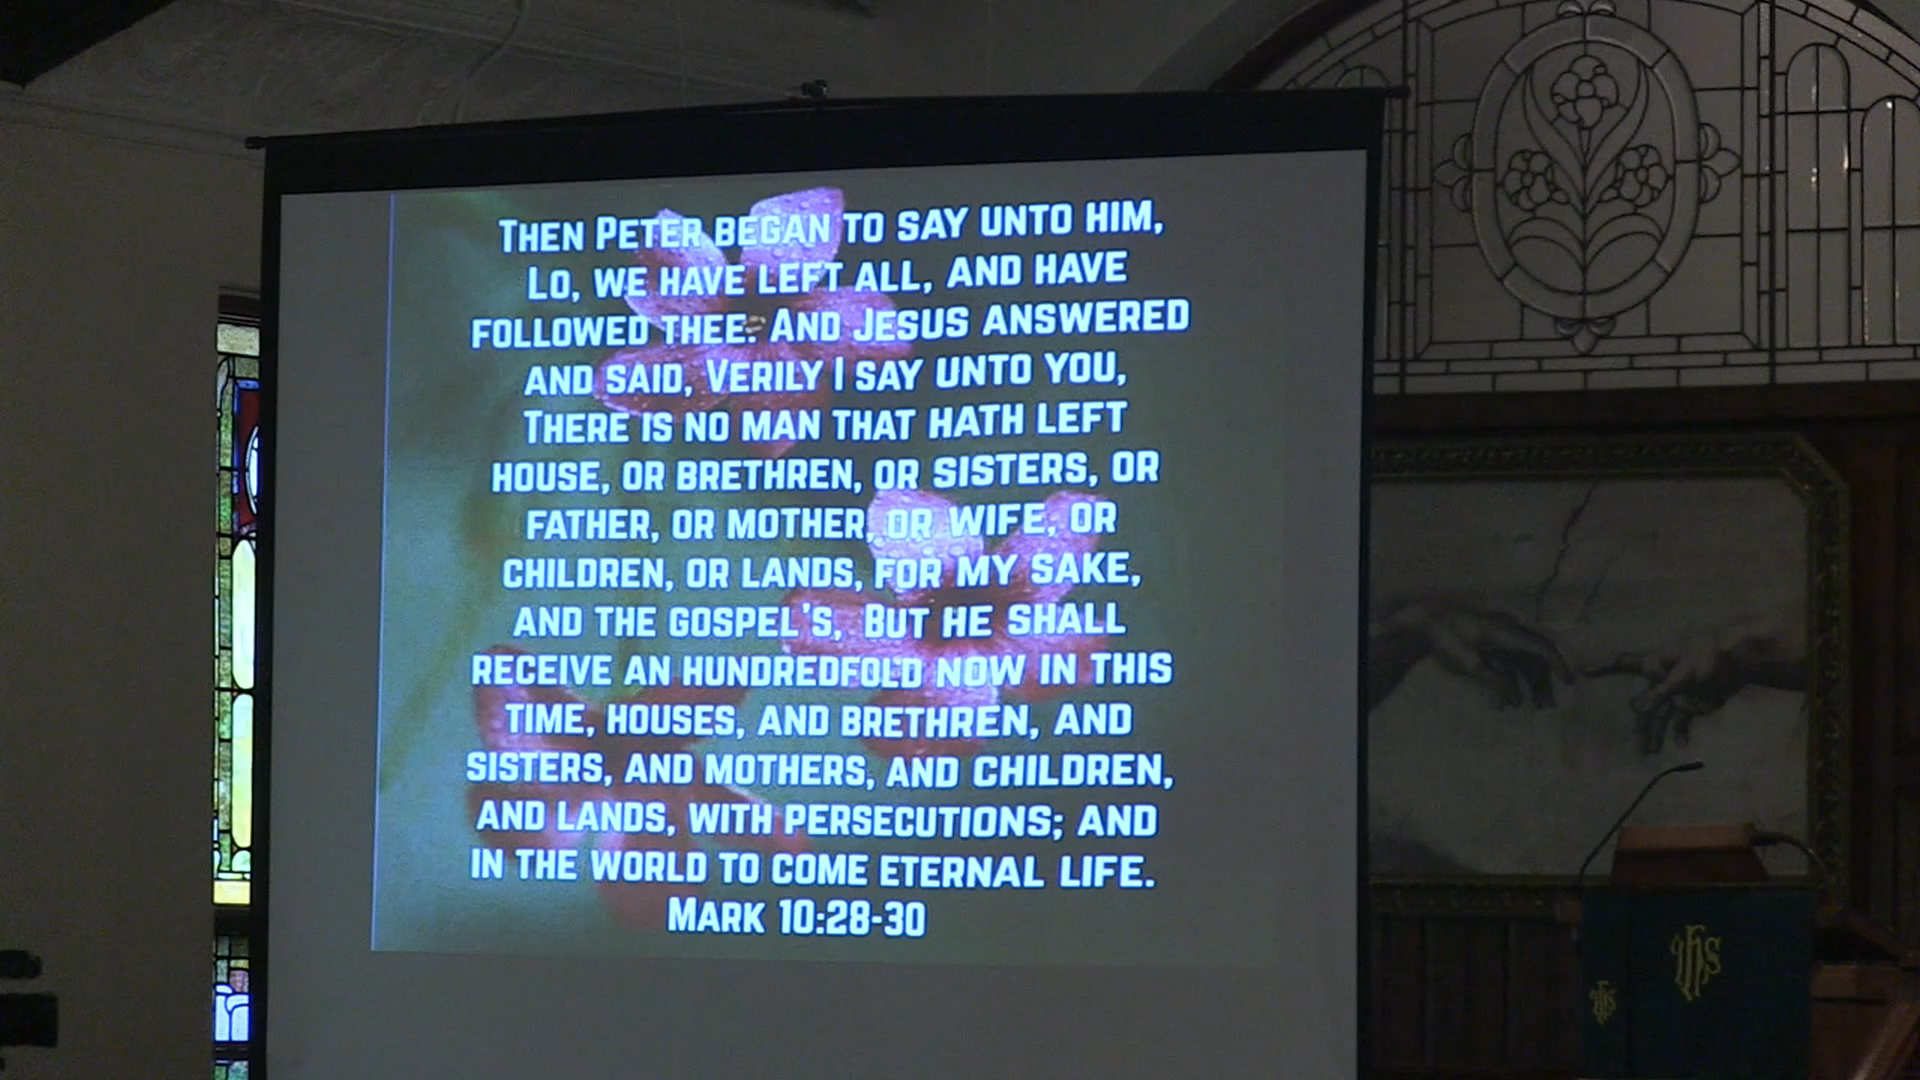 Then Peter began to say unto him,
Lo, we have left all, and have
followed thee. And Jesus answered
and said, Verily I say unto you,
There is no man that hath left
house, or brethren, or sisters, or
father, or mother, or wife, or
children, or lands, for my sake,
and the gospel's, But he shall
receive an hundredfold now in this
time, houses, and brethren, and
sisters, and mothers, and children,
and lands, with persecutions; and
in the world to come eternal life.
Mark 10:28-30
IHS
IHS